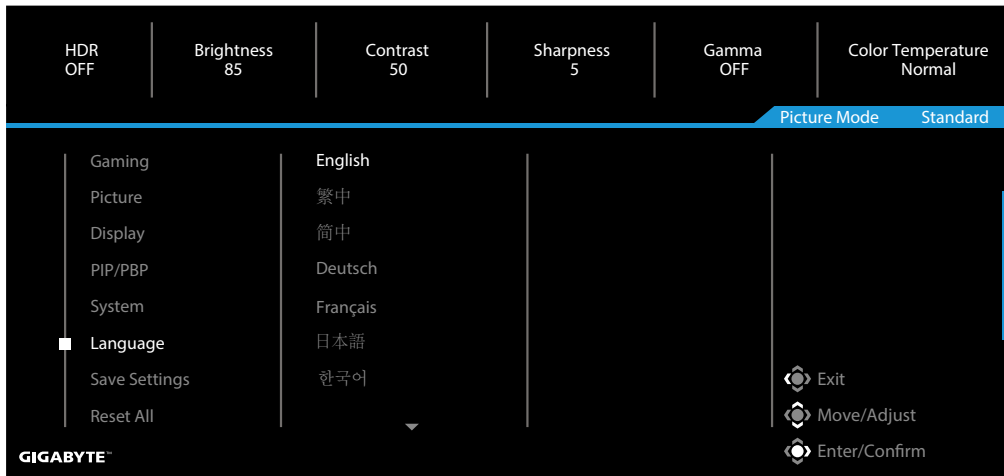 HDR
OFF
Brightness
85
Contrast
50
Sharpness
5
Gamma
OFF
Color Temperature
Normal
Picture Mode Standard
Gaming
Picture
Display
PIP/PBP
System
Language
Save Settings
Reset All
English
繁中
简中
Deutsch
Français
日本語
한국어
Exit
Move/Adjust
Enter/Confirm
GIGABYTE™